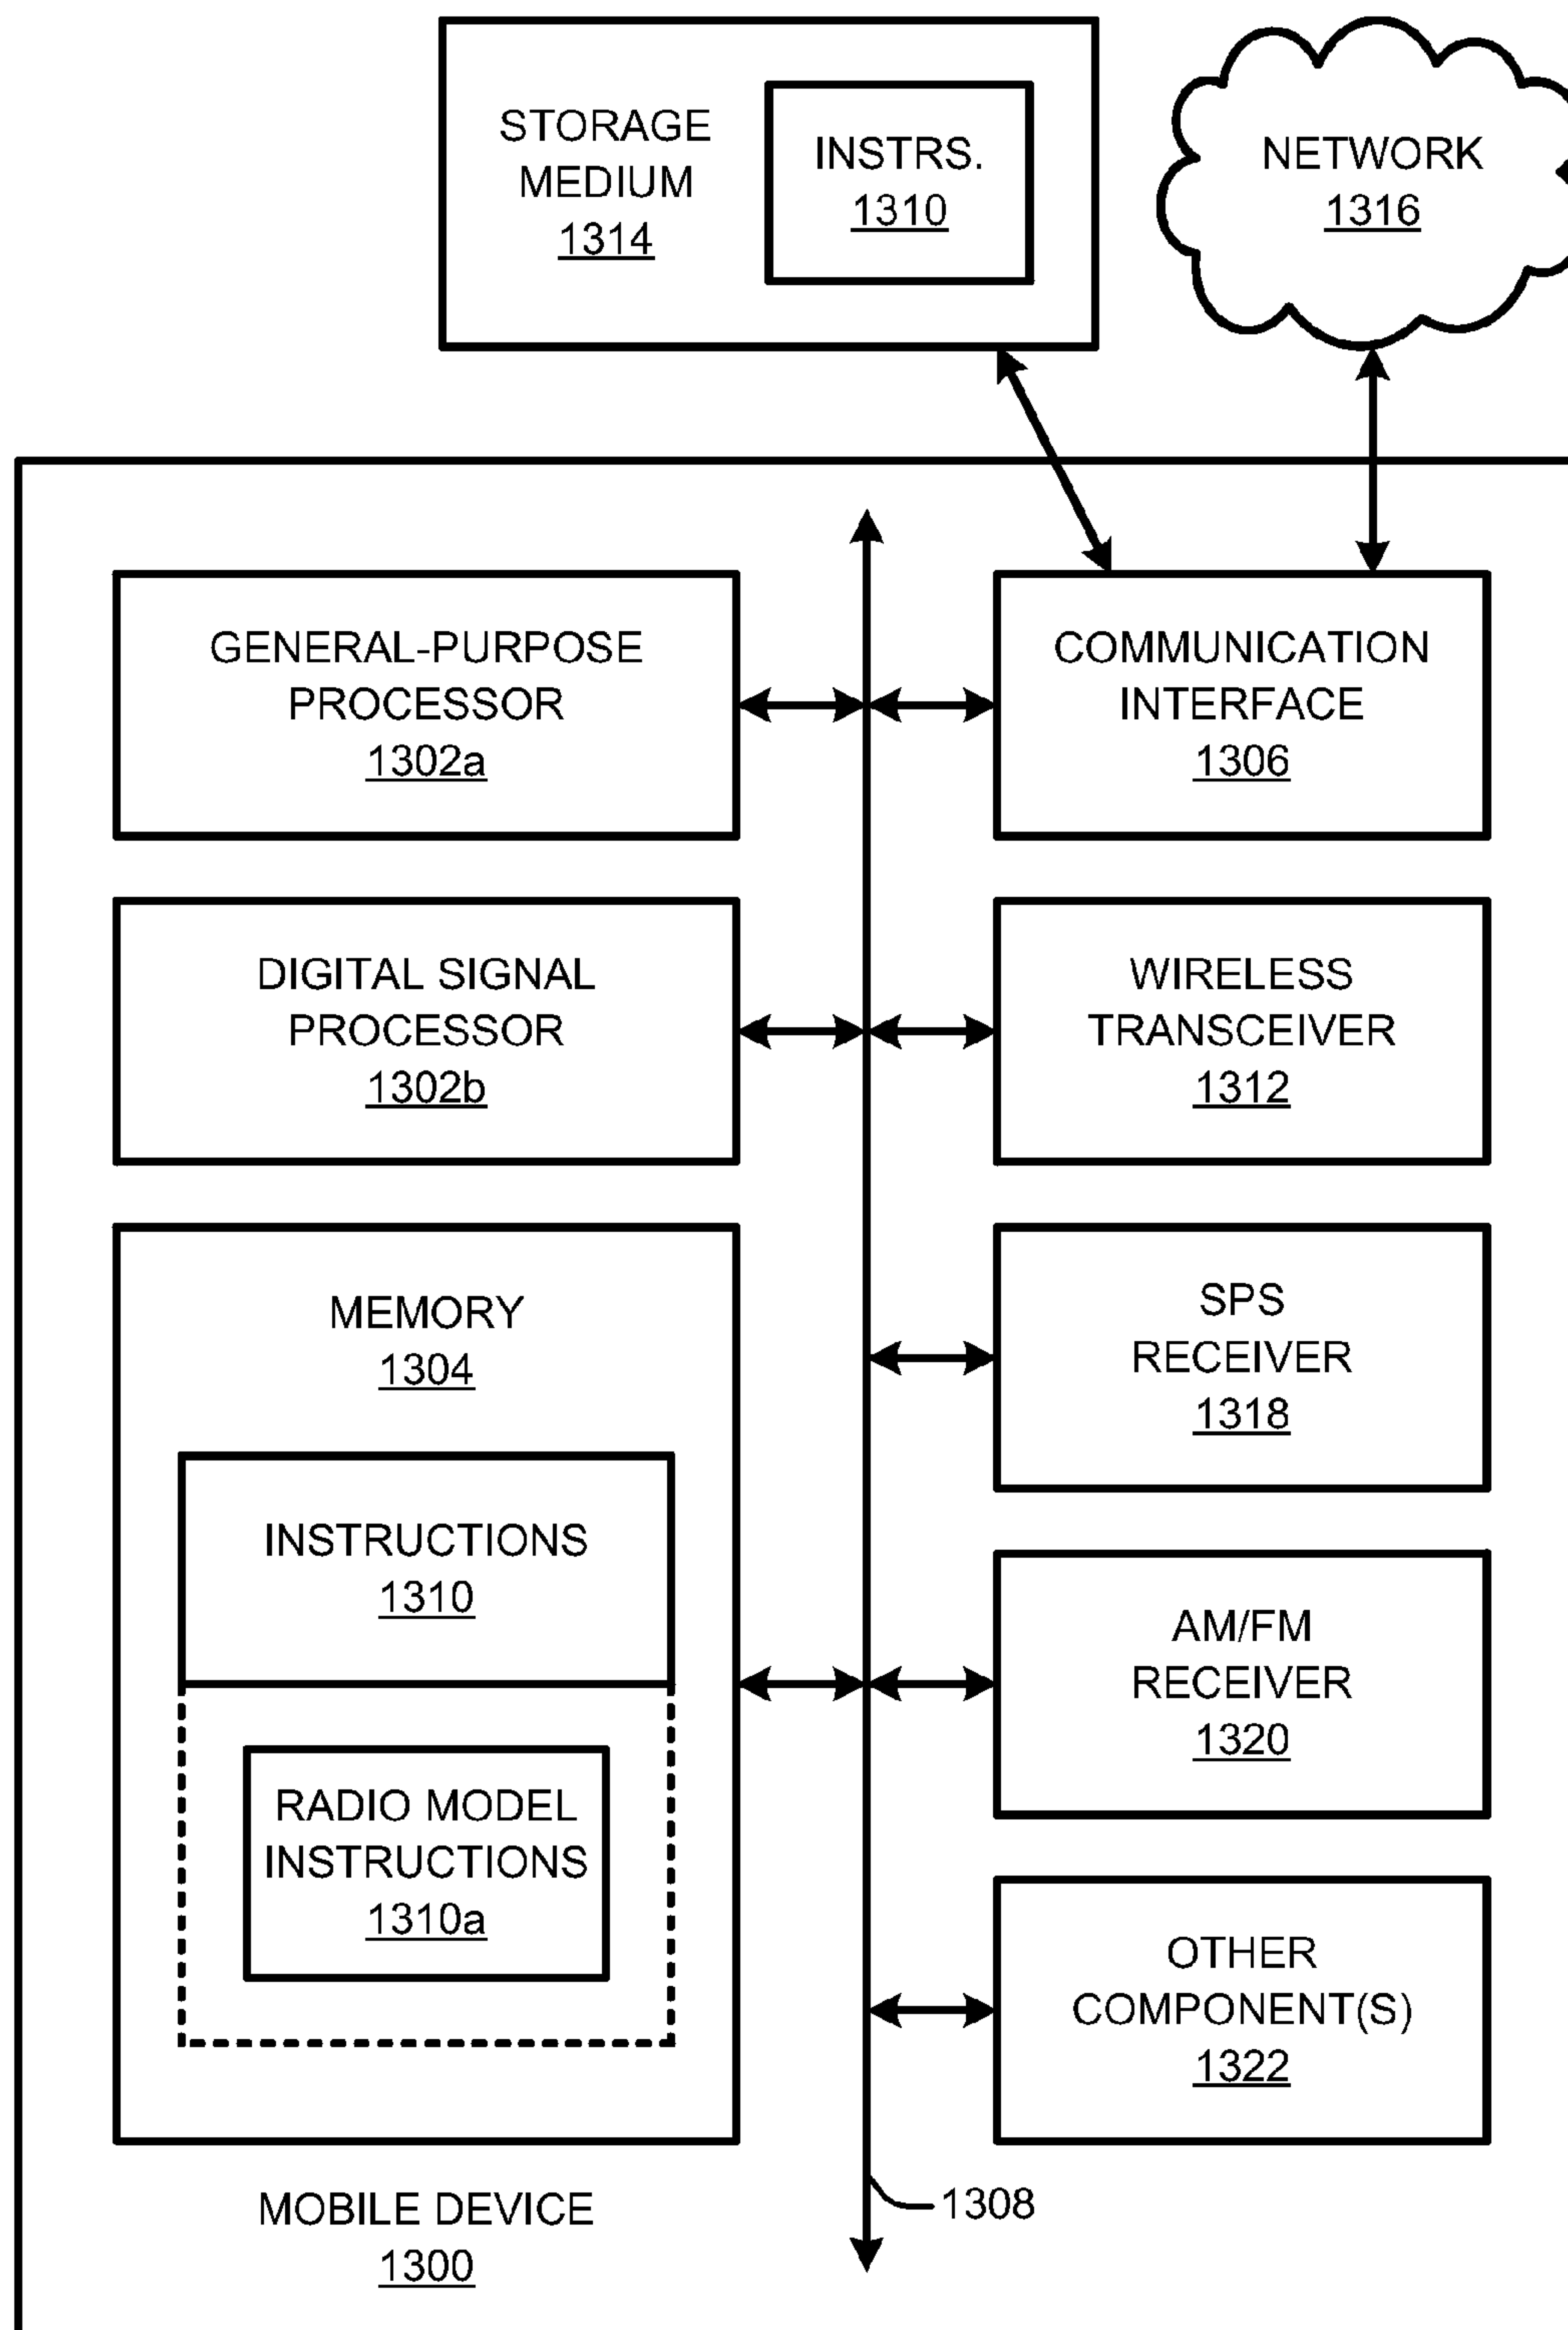 STORAGE
MEDIUM
1314
INSTRS.
1310
NETWORK
1316
GENERAL-PURPOSE
PROCESSOR
1302a
COMMUNICATION
INTERFACE
1306
DIGITAL SIGNAL
PROCESSOR
1302b
WIRELESS
TRANSCEIVER
1312
MEMORY
1304
SPS
RECEIVER
1318
INSTRUCTIONS
1310
AM/FM
RECEIVER
1320
RADIO MODEL
INSTRUCTIONS
1310a
OTHER
COMPONENT(S)
1322
MOBILE DEVICE
1300
1308